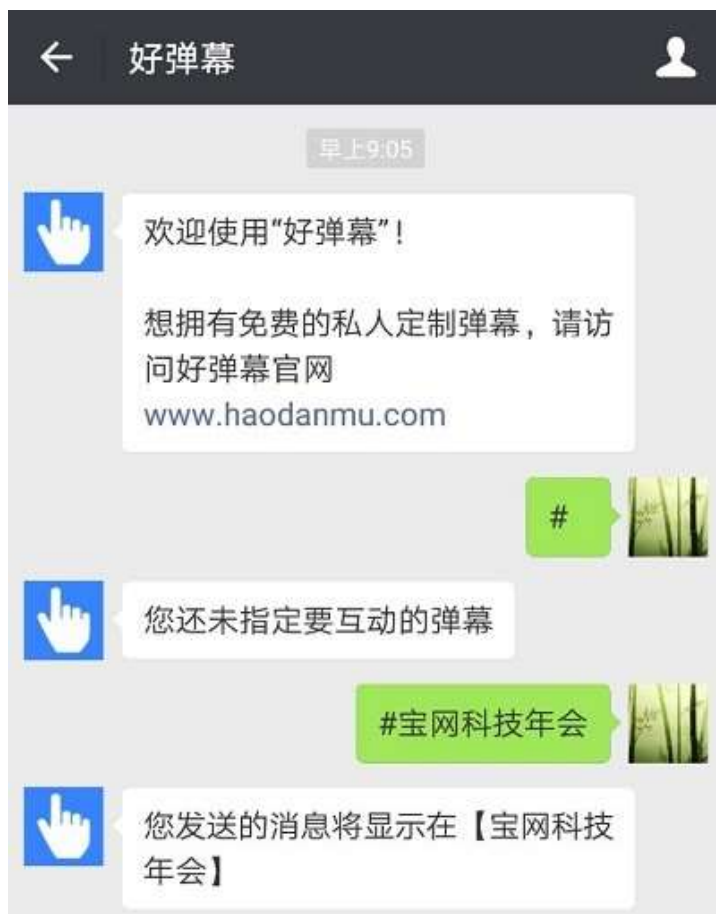 好弹幕
早上9:05
欢迎使用“好弹幕”!
想拥有免费的私人定制弹幕，请访
问好弹幕官网
www.haodanmu.com
#
您还未指定要互动的弹幕
#宝网科技年会
您发送的消息将显示在【宝网科技
年会】